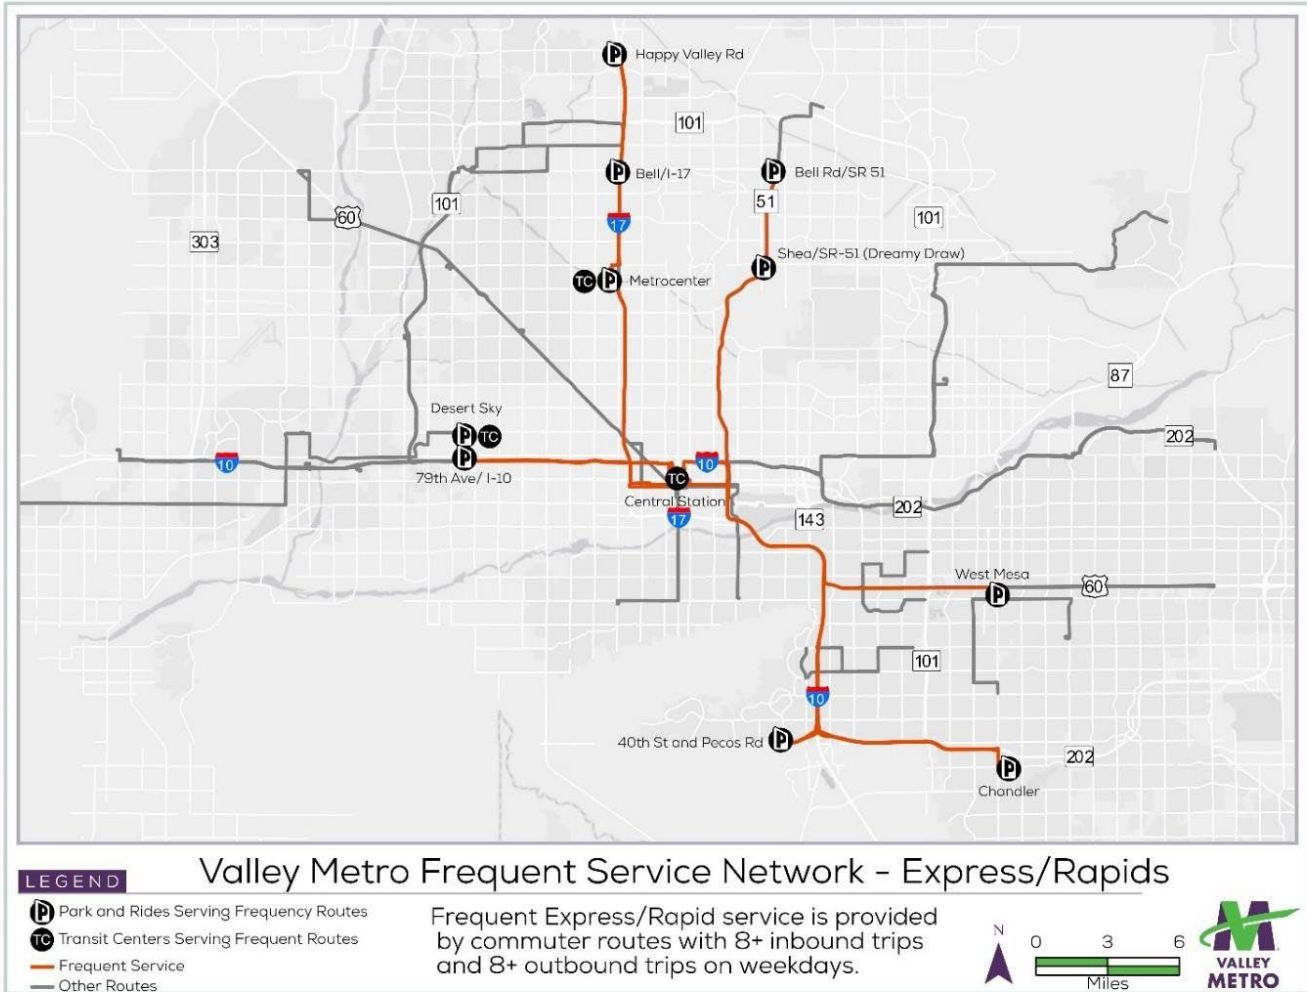 Happy Valley Rd
101
Bell/I-17
Bell Rd/SR 51
101
51
60
17
101
303
Shea/SR-51 (Dreamy Draw)
TC
Metrocenter
87
Desert Sky
TC
202
10
10
79th Ave/ I-10
TC
Central Station
202
17
143
West Mesa
60
101
10
40th St and Pecos Rd
202
Chandler
Valley Metro Frequent Service Network - Express/Rapids
LEGEND
P Park and Rides Serving Frequency Routes
TC Transit Centers Serving Frequent Routes
Frequent Service
Other Routes
Frequent Express/Rapid service is provided
by commuter routes with 8+ inbound trips
and 8+ outbound trips on weekdays.
N
0 3 6
Miles
VALLEY
METRO